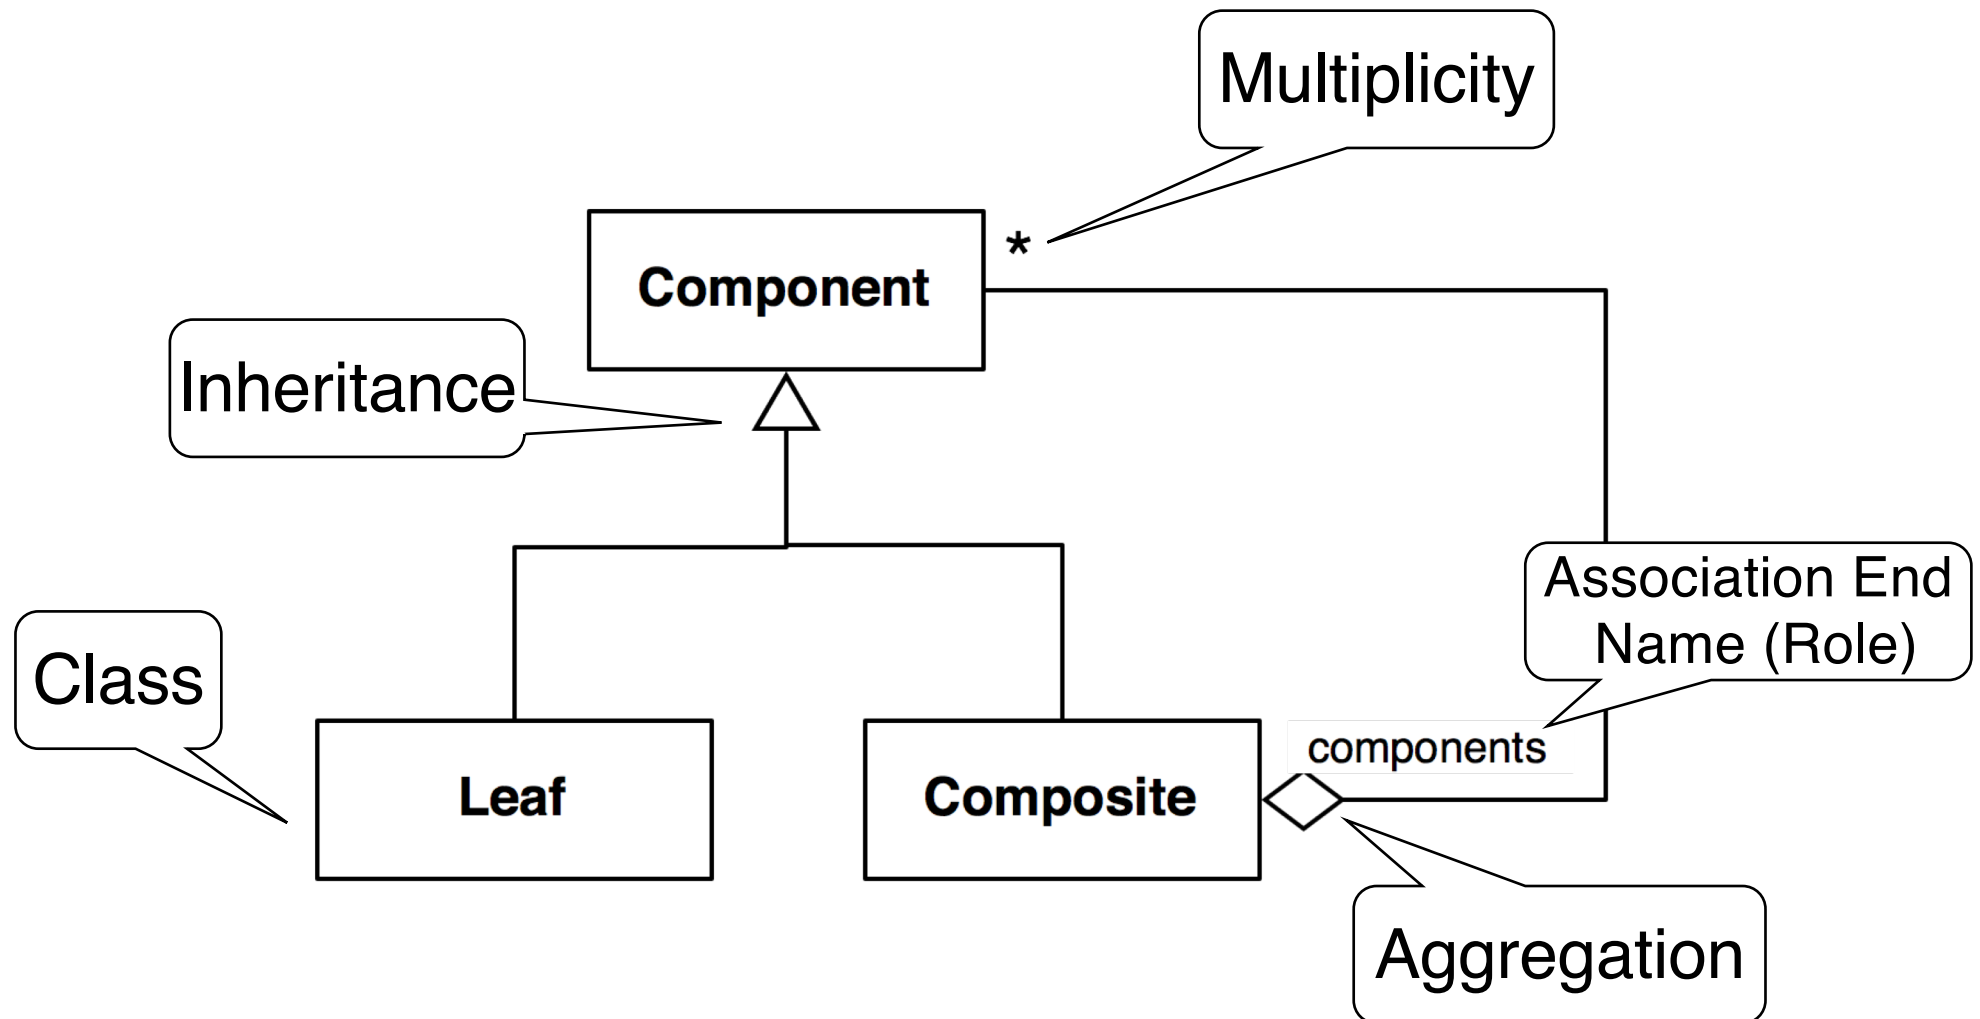 Multiplicity
*
Component
Inheritance
Association End
Name (Role)
Class
components
Leaf
Composite
Aggregation